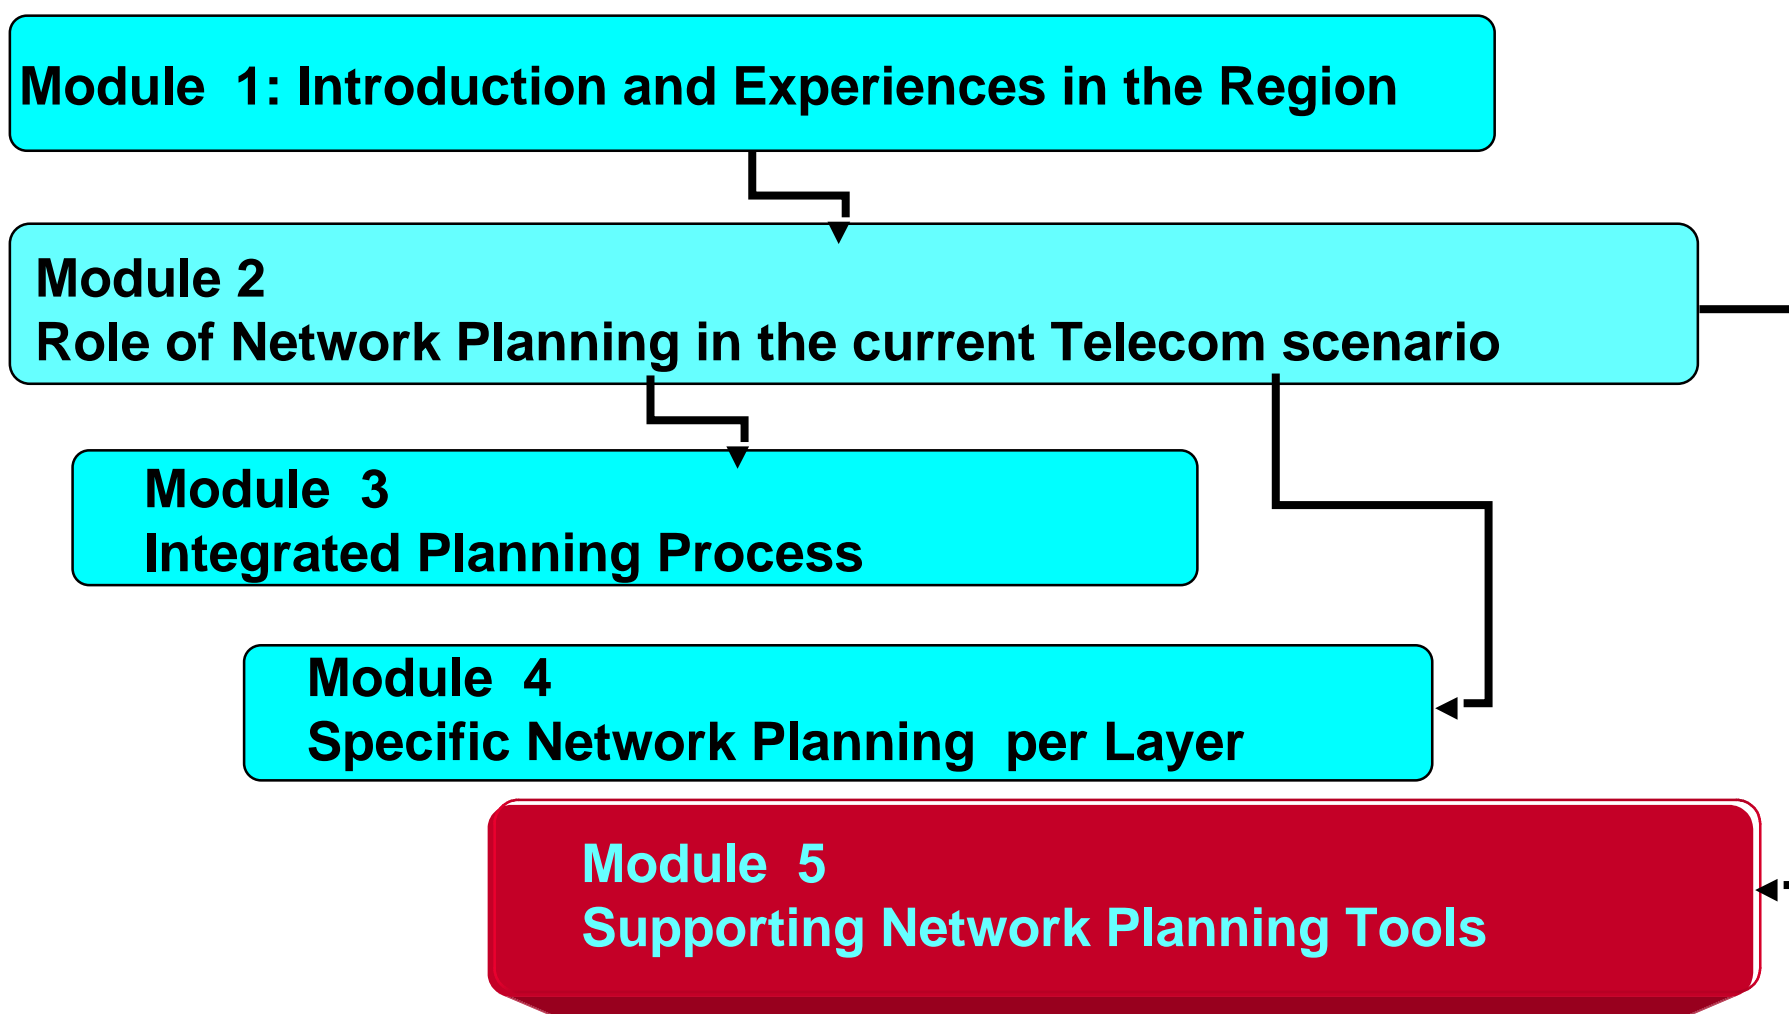 Module 1: Introduction and Experiences in the Region
Module 2
Role of Network Planning in the current Telecom scenario
Module 3
Integrated Planning Process
Module 4
Specific Network Planning per Layer
Module 5
Supporting Network Planning Tools